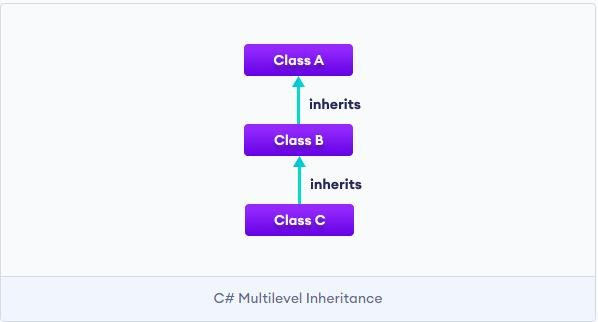 Class A
inherits
Class B
inherits
Class C
C# Multilevel Inheritance